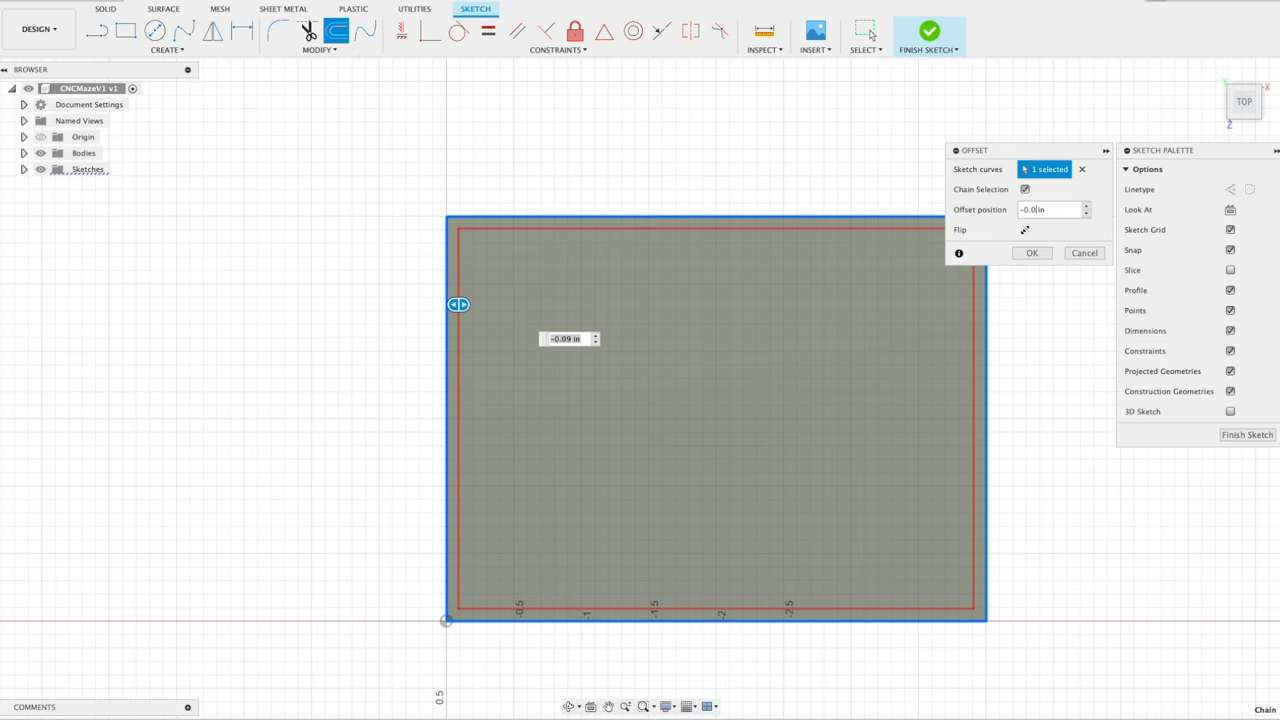 SOLID SURFACE MESH SHEET METAL PLASTIC UTILITIES SKETCH
DESIGN
CREATE MODIFY CONSTRAINTS INSPECT INSERT SELECT FINISH SKETCH
BROWSER
CNCMazeV1 v1
Document Settings
Named Views
Origin
Bodies
Sketches
Y
X
TOP
Z
OFFSET
Sketch curves 1 selected
Chain Selection
Offset position -0.0 in
Flip
OK Cancel
SKETCH PALETTE
Options
Linetype
Look At
Sketch Grid
Snap
Slice
Profile
Points
Dimensions
Constraints
Projected Geometries
Construction Geometries
3D Sketch
Finish Sketch
-0.09 in
-0.5 -1 -1.5 -2 -2.5
0.5
COMMENTS
Chain